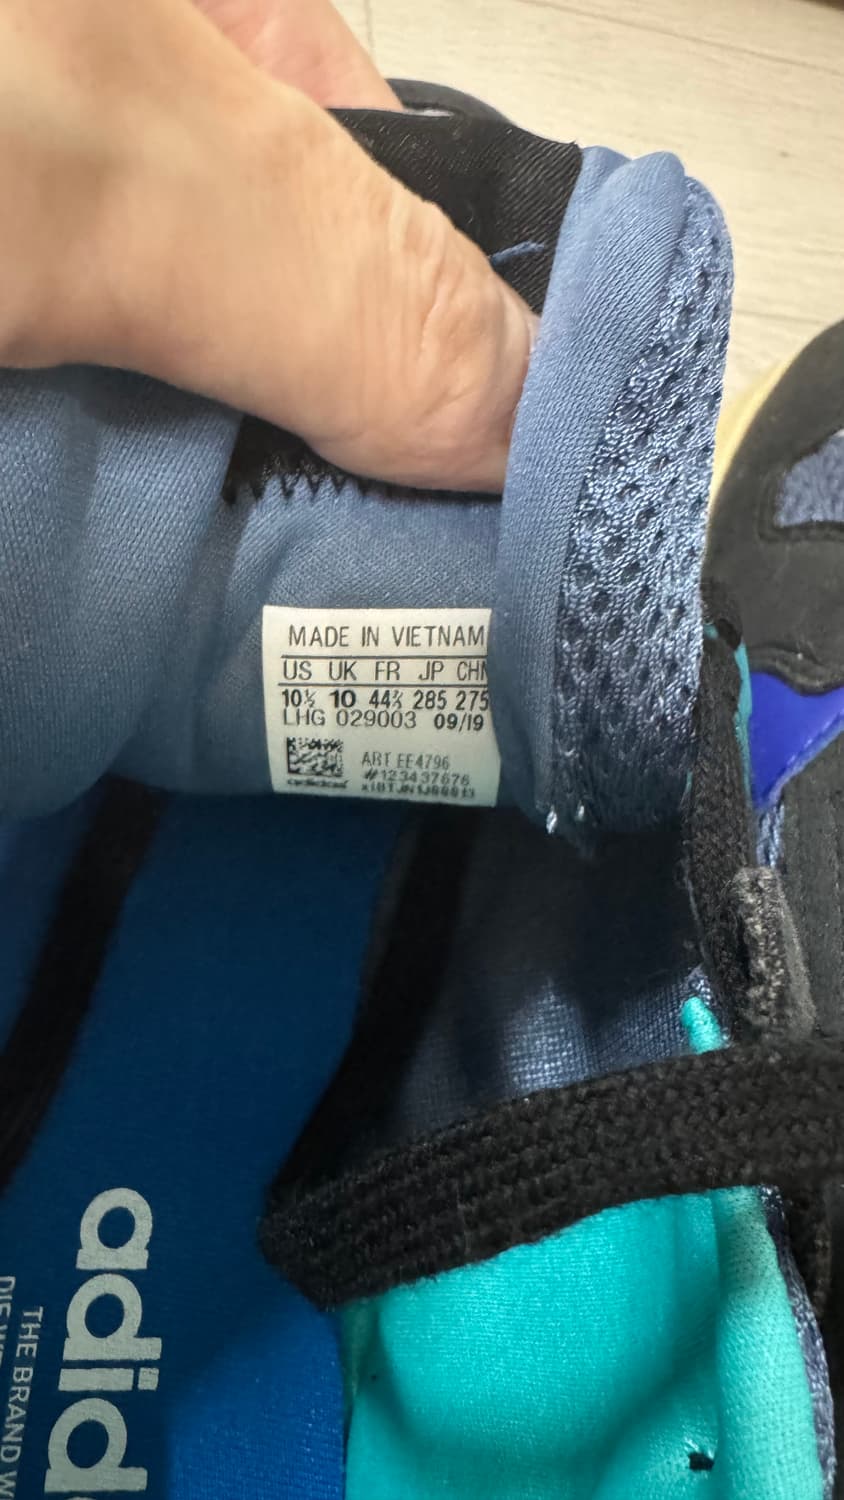 MADE IN VIETNAM
US UK FR JP CHN
10½ 10 44⅔ 285 275
LHG 029003 09/19
ART EE4796
#123437676
adidas
adid
THE BRAND W